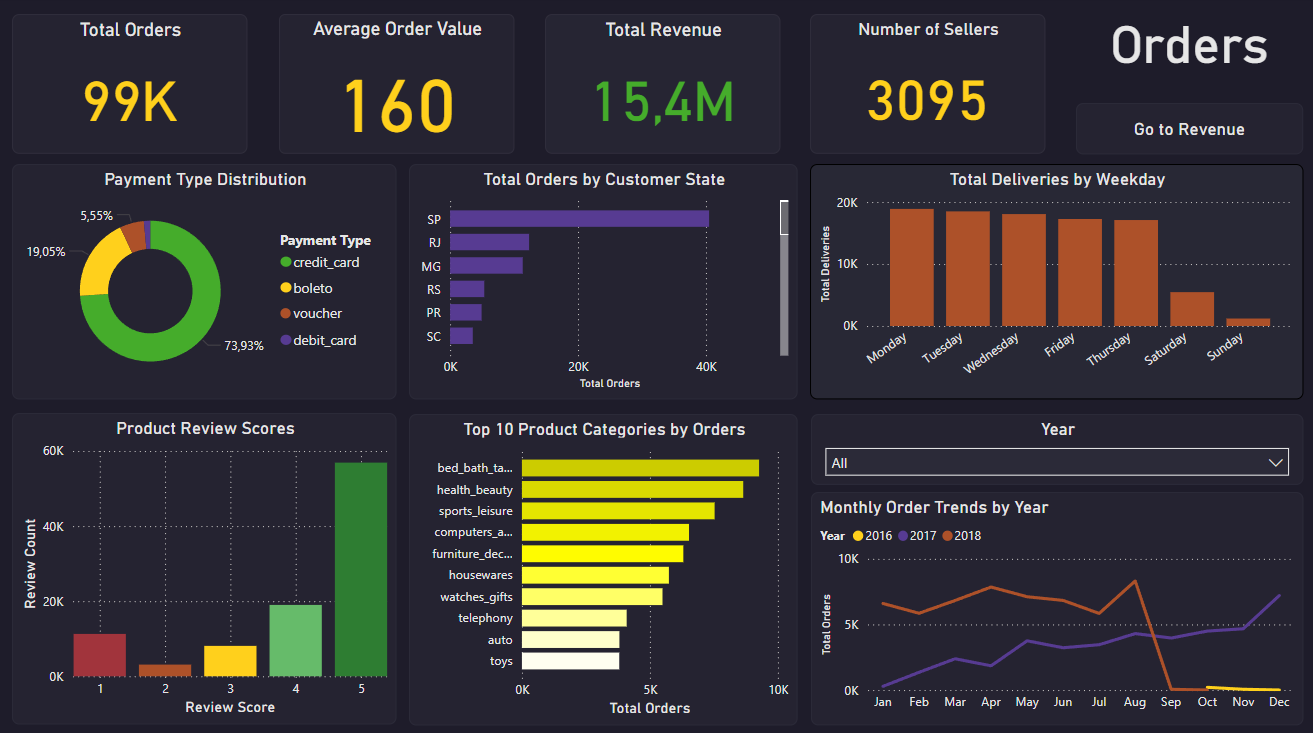 Total Orders
99K
Average Order Value
160
Total Revenue
15,4M
Number of Sellers
3095
Orders
Go to Revenue
Payment Type Distribution
5,55%
19,05%
73,93%
Payment Type
credit_card
boleto
voucher
debit_card
Total Orders by Customer State
SP
RJ
MG
RS
PR
SC
0K 20K 40K
Total Orders
Total Deliveries by Weekday
Total Deliveries
20K
10K
0K
Monday Tuesday Wednesday Friday Thursday Saturday Sunday
Product Review Scores
Review Count
60K
40K
20K
0K
1 2 3 4 5
Review Score
Top 10 Product Categories by Orders
bed_bath_ta...
health_beauty
sports_leisure
computers_a...
furniture_dec...
housewares
watches_gifts
telephony
auto
toys
0K 5K 10K
Total Orders
Year
All
Monthly Order Trends by Year
Year 2016 2017 2018
Total Orders
10K
5K
0K
Jan Feb Mar Apr May Jun Jul Aug Sep Oct Nov Dec